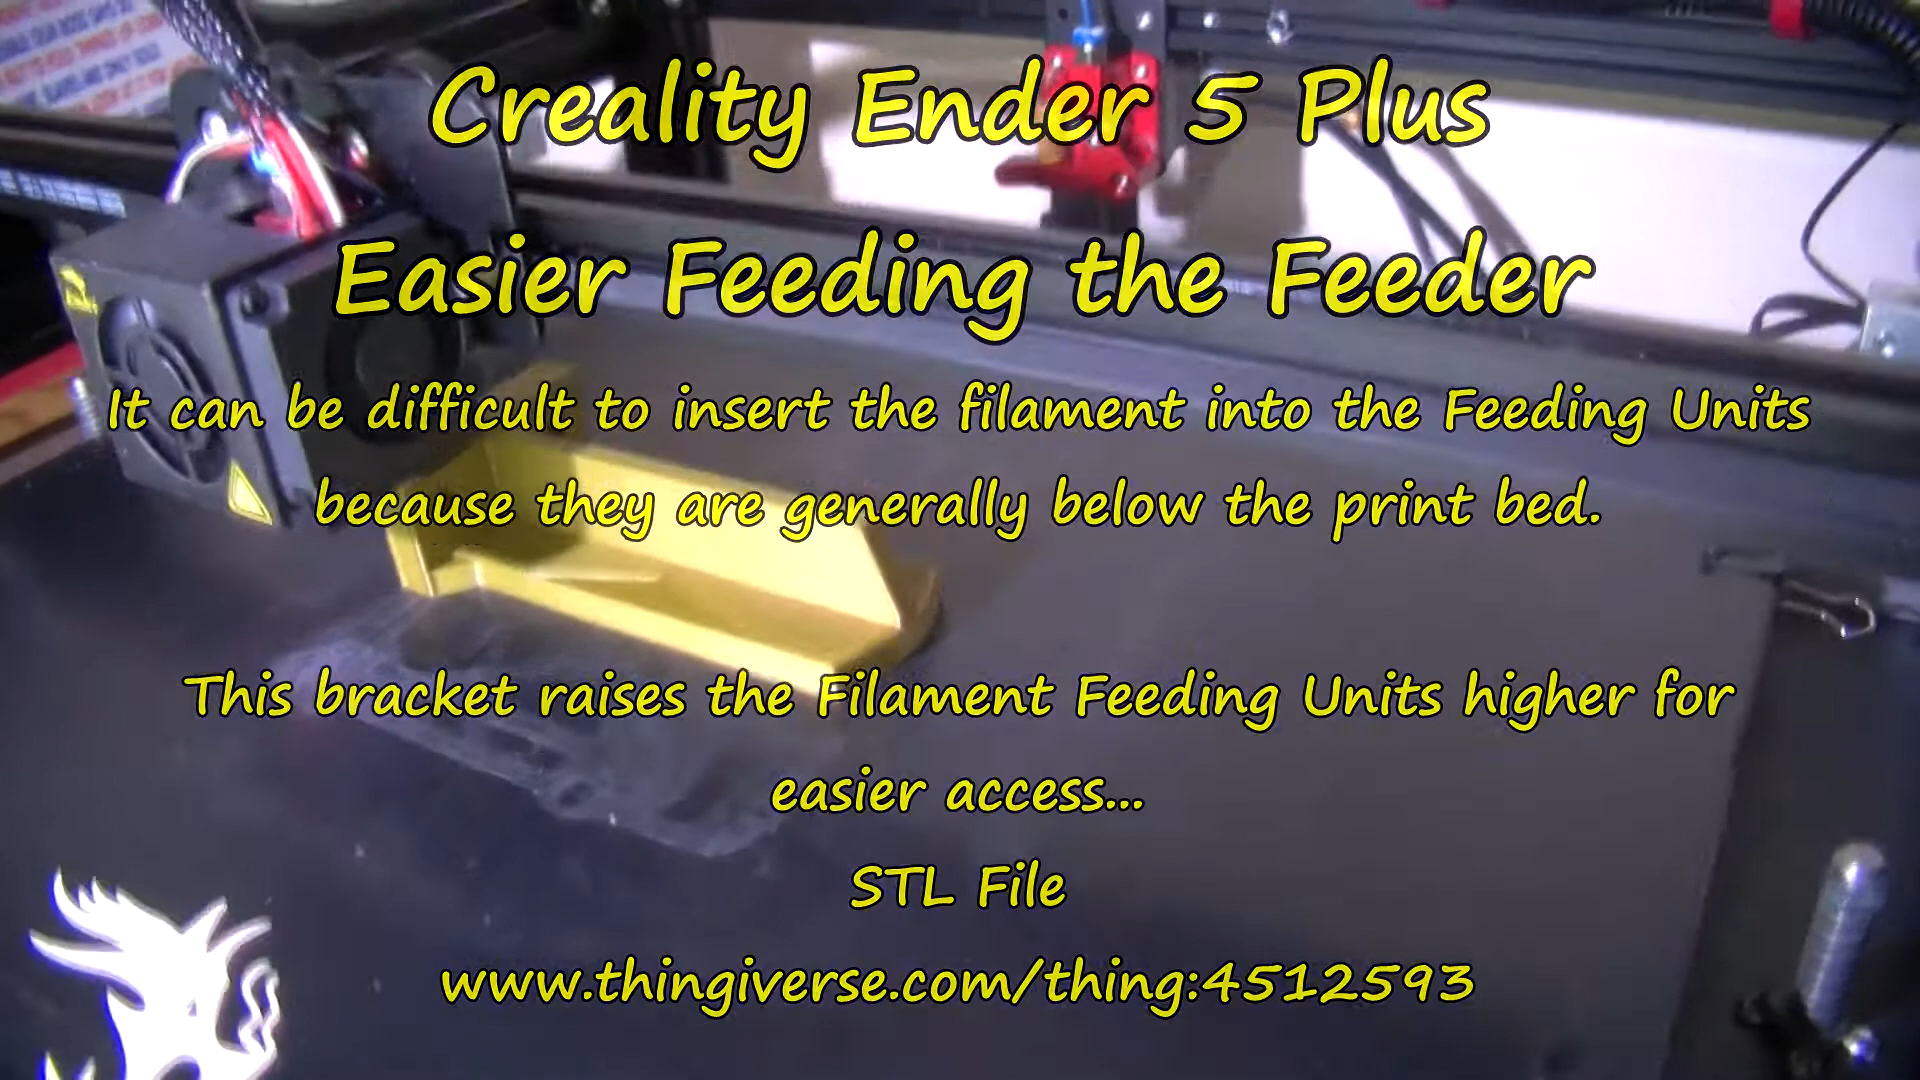 Creality Ender 5 Plus
Easier Feeding the Feeder
It can be difficult to insert the filament into the Feeding Units
because they are generally below the print bed.
This bracket raises the Filament Feeding Units higher for
easier access...
STL File
www.thingiverse.com/thing:4512593